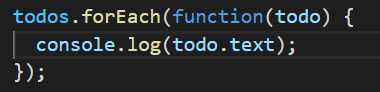 todos.forEach(function(todo) {
  console.log(todo.text);
});